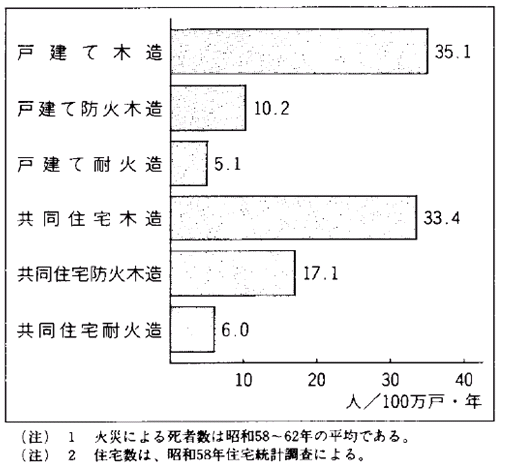 戸建て木造 35.1
戸建て防火木造 10.2
戸建て耐火造 5.1
共同住宅木造 33.4
共同住宅防火木造 17.1
共同住宅耐火造 6.0
10 20 30 40
人/100万戸・年
(注) 1 火災による死者数は昭和58~62年の平均である。
(注) 2 住宅数は、昭和58年住宅統計調査による。